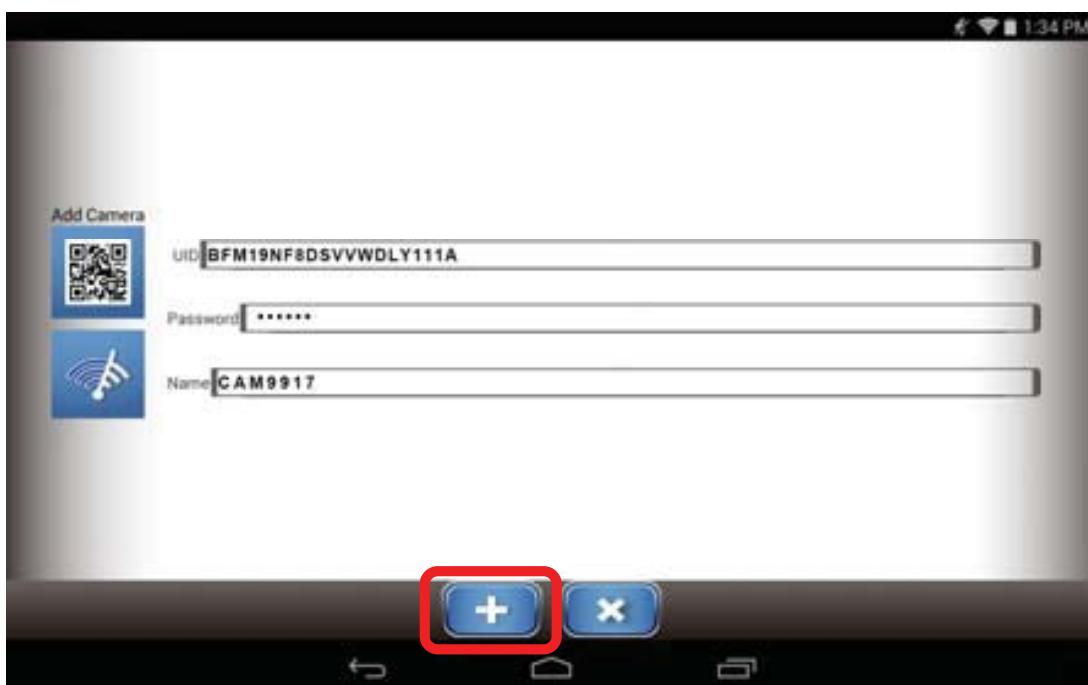 1:34 PM
Add Camera
UID BFM19NF8DSVVWDLY111A
Password ••••••
Name CAM9917